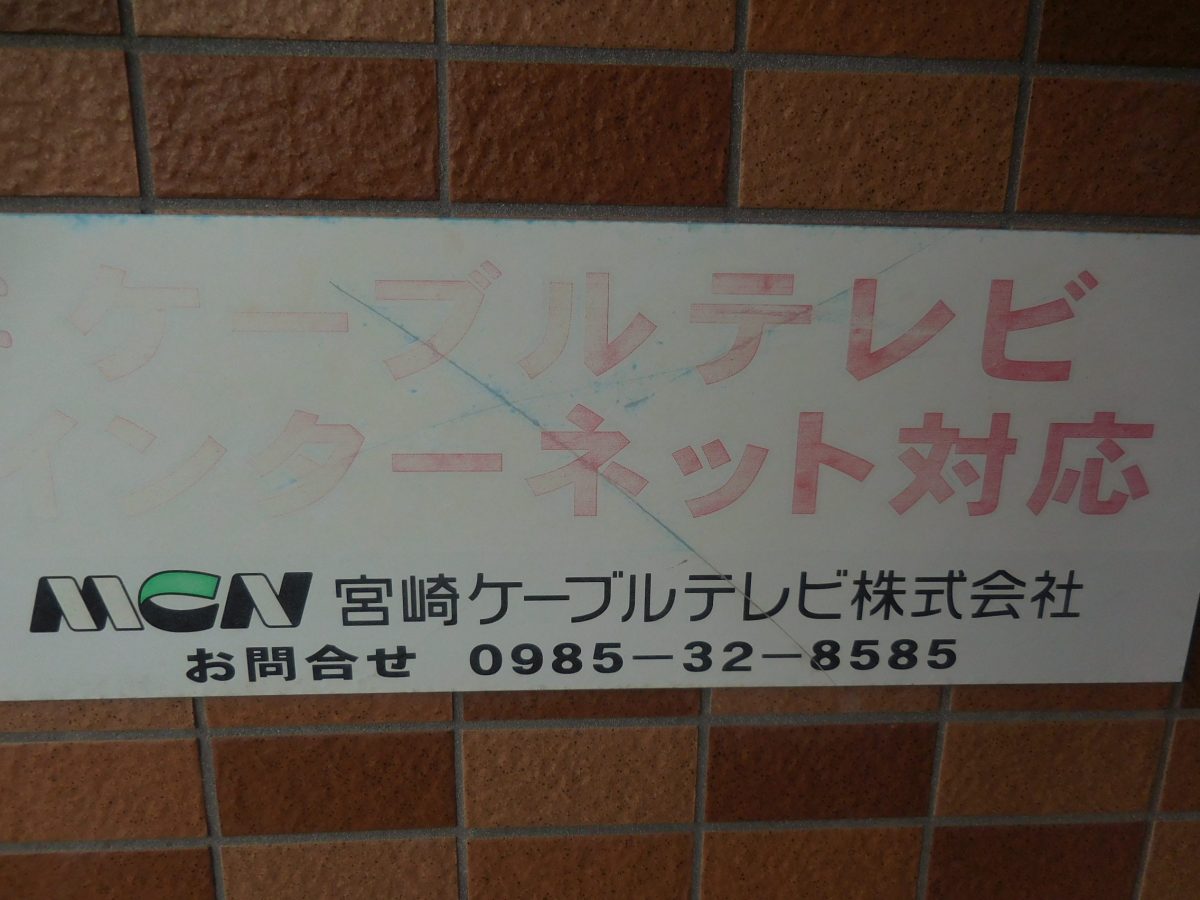 ケーブルテレビ
インターネット対応
MCN 宮崎ケーブルテレビ株式会社
お問合せ 0985-32-8585